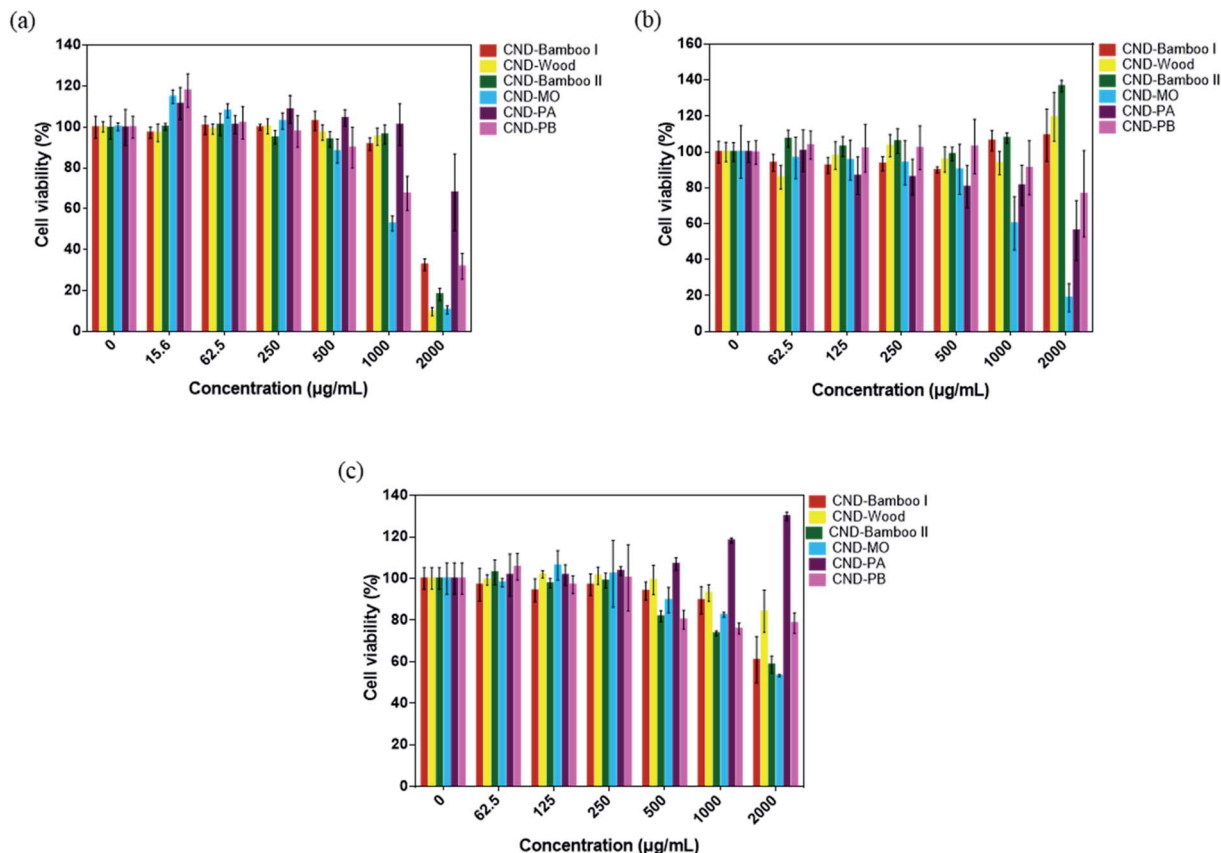 (a)
140
120
100
80
60
40
20
0
Cell viability (%)
0 15.6 62.5 250 500 1000 2000
Concentration (µg/mL)
CND-Bamboo I
CND-Wood
CND-Bamboo II
CND-MO
CND-PA
CND-PB
(b)
160
140
120
100
80
60
40
20
0
Cell viability (%)
0 62.5 125 250 500 1000 2000
Concentration (µg/mL)
CND-Bamboo I
CND-Wood
CND-Bamboo II
CND-MO
CND-PA
CND-PB
(c)
140
120
100
80
60
40
20
0
Cell viability (%)
0 62.5 125 250 500 1000 2000
Concentration (µg/mL)
CND-Bamboo I
CND-Wood
CND-Bamboo II
CND-MO
CND-PA
CND-PB